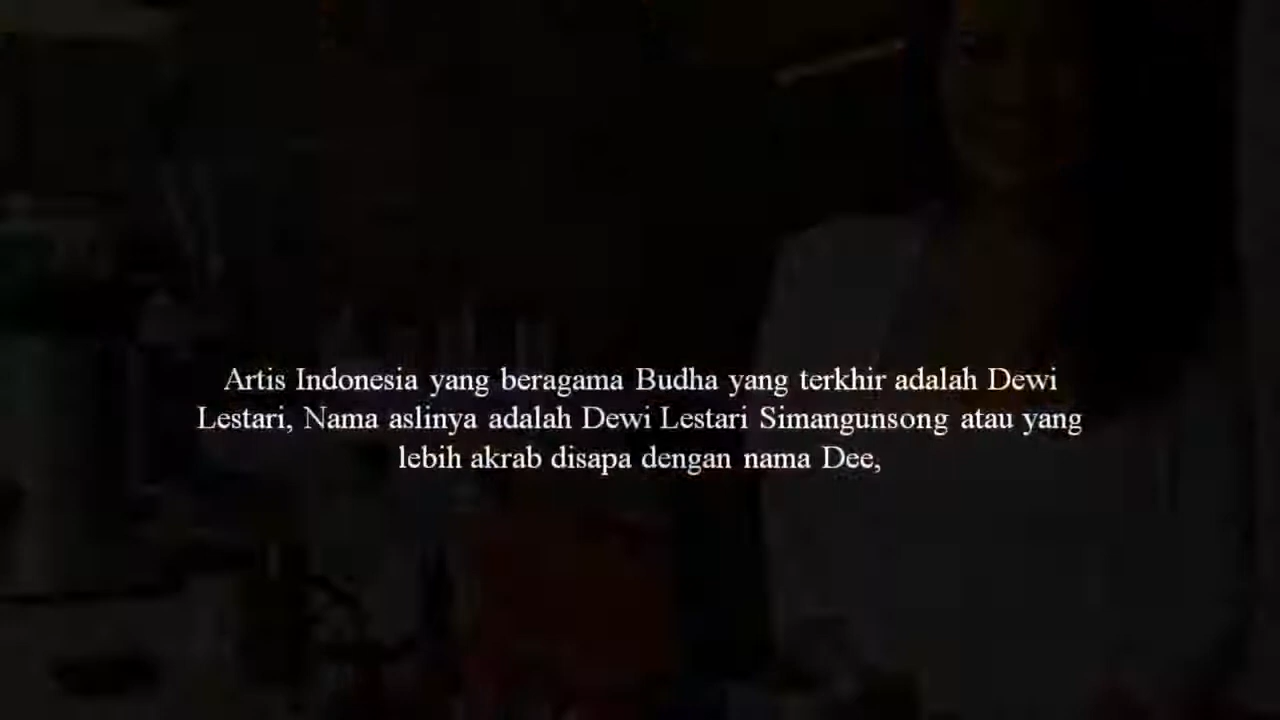 Artis Indonesia yang beragama Budha yang terkhir adalah Dewi
Lestari, Nama aslinya adalah Dewi Lestari Simangunsong atau yang
lebih akrab disapa dengan nama Dee,